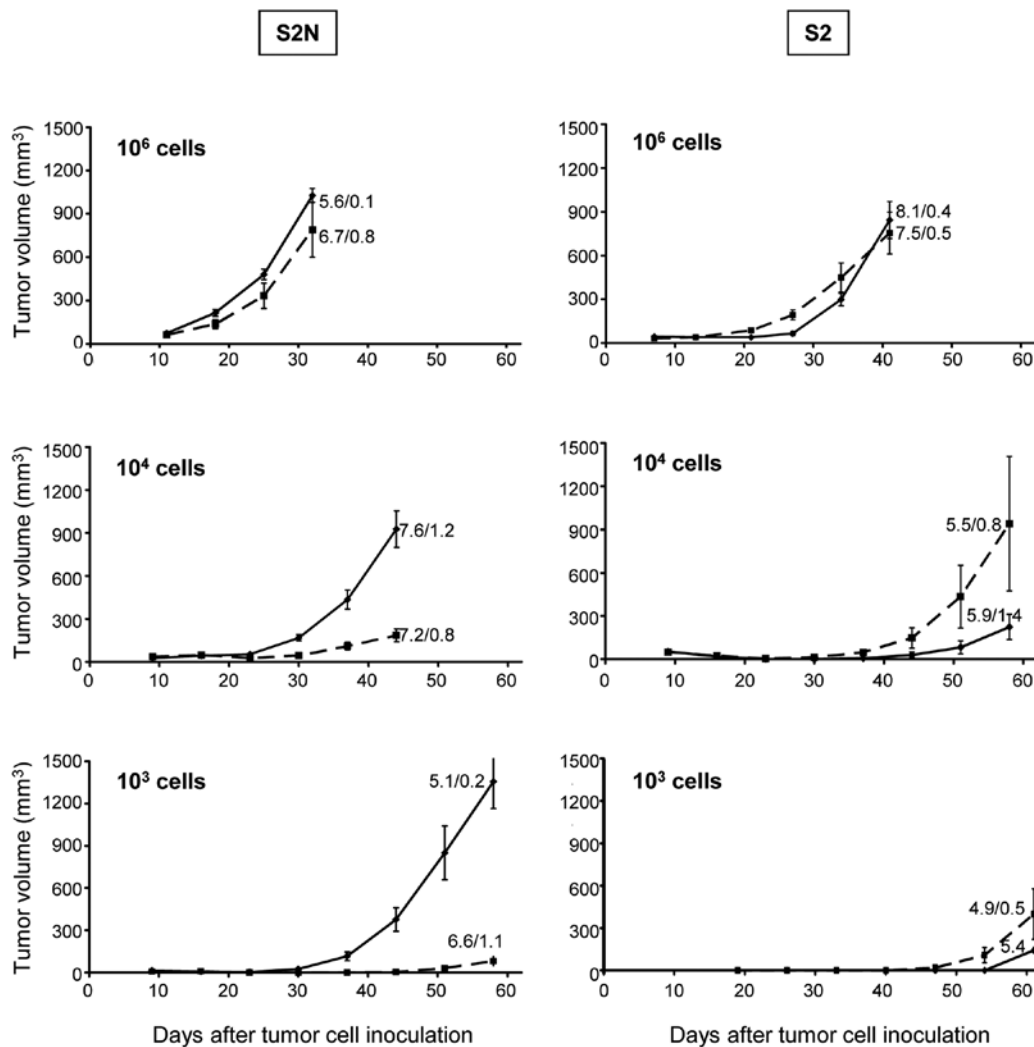 S2N
S2
Tumor volume (mm³)
1500
1200
900
600
300
0
10⁶ cells
5.6/0.1
6.7/0.8
0 10 20 30 40 50 60
1500
1200
900
600
300
0
10⁶ cells
8.1/0.4
7.5/0.5
0 10 20 30 40 50 60
Tumor volume (mm³)
1500
1200
900
600
300
0
10⁴ cells
7.6/1.2
7.2/0.8
0 10 20 30 40 50 60
1500
1200
900
600
300
0
10⁴ cells
5.5/0.8
5.9/1.4
0 10 20 30 40 50 60
Tumor volume (mm³)
1500
1200
900
600
300
0
10³ cells
5.1/0.2
6.6/1.1
0 10 20 30 40 50 60
Days after tumor cell inoculation
1500
1200
900
600
300
0
10³ cells
4.9/0.5
5.4
0 10 20 30 40 50 60
Days after tumor cell inoculation